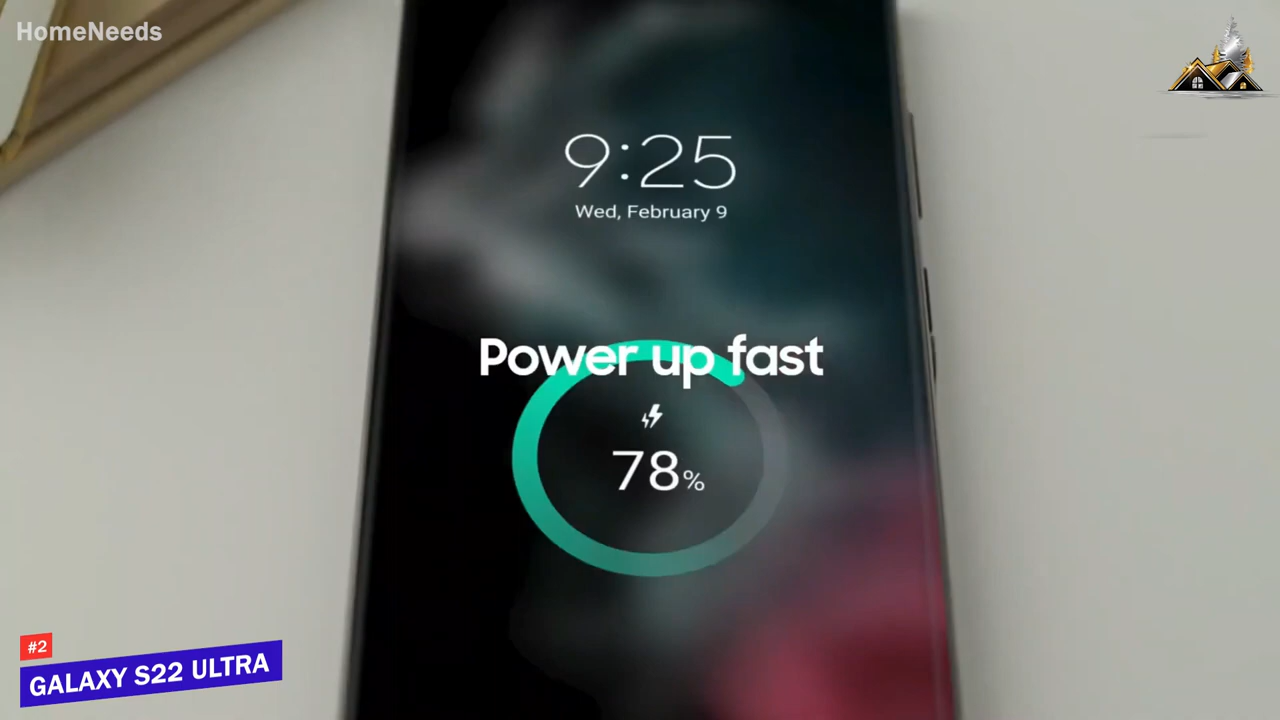 HomeNeeds
9:25
Wed, February 9
Power up fast
78%
#2
GALAXY S22 ULTRA